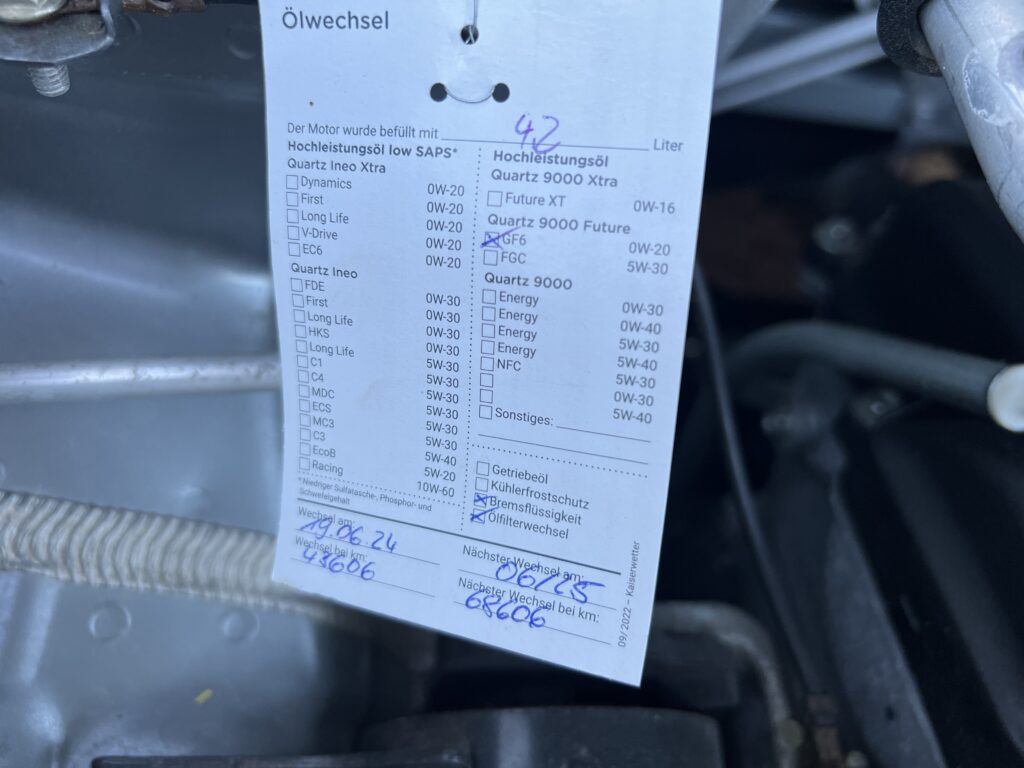 Ölwechsel
Der Motor wurde befüllt mit 4,2 Liter
Hochleistungsöl low SAPS*
Quartz Ineo Xtra
Dynamics 0W-20
First 0W-20
Long Life 0W-20
V-Drive 0W-20
EC6 0W-20
Quartz Ineo
FDE 0W-30
First 0W-30
Long Life 0W-30
HKS 0W-30
Long Life 5W-30
C1 5W-30
C4 5W-30
MDC 5W-30
ECS 5W-30
MC3 5W-30
C3 5W-40
EcoB 5W-20
Racing 10W-60
* Niedriger Sulfatasche-, Phosphor- und
Schwefelgehalt
Hochleistungsöl
Quartz 9000 Xtra
Future XT 0W-16
Quartz 9000 Future
GF6 0W-20
FGC 5W-30
Quartz 9000
Energy 0W-30
Energy 0W-40
Energy 5W-30
Energy 5W-40
NFC 5W-30
0W-30
5W-40
Sonstiges:
Getriebeöl
Kühlerfrostschutz
Bremsflüssigkeit
Ölfilterwechsel
Wechsel am:
19.06.24
Wechsel bei km:
48606
Nächster Wechsel am:
06/25
Nächster Wechsel bei km:
68606
09/2022 – Kaiserwetter